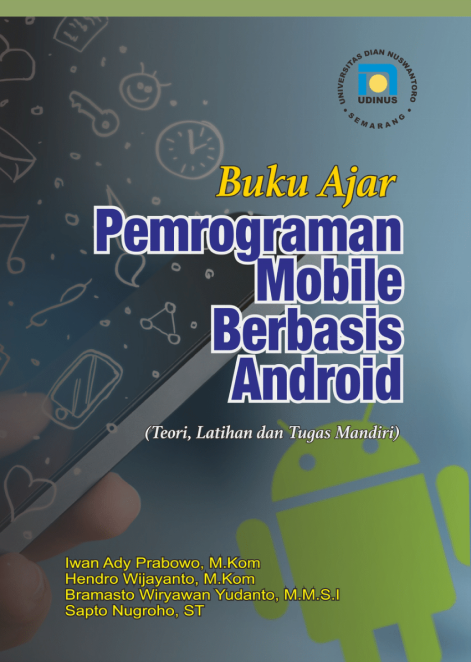 UNIVERSITAS DIAN NUSWANTORO
UDINUS
• SEMARANG •
Buku Ajar
Pemrograman
Mobile
Berbasis
Android
(Teori, Latihan dan Tugas Mandiri)
Iwan Ady Prabowo, M.Kom
Hendro Wijayanto, M.Kom
Bramasto Wiryawan Yudanto, M.M.S.I
Sapto Nugroho, ST